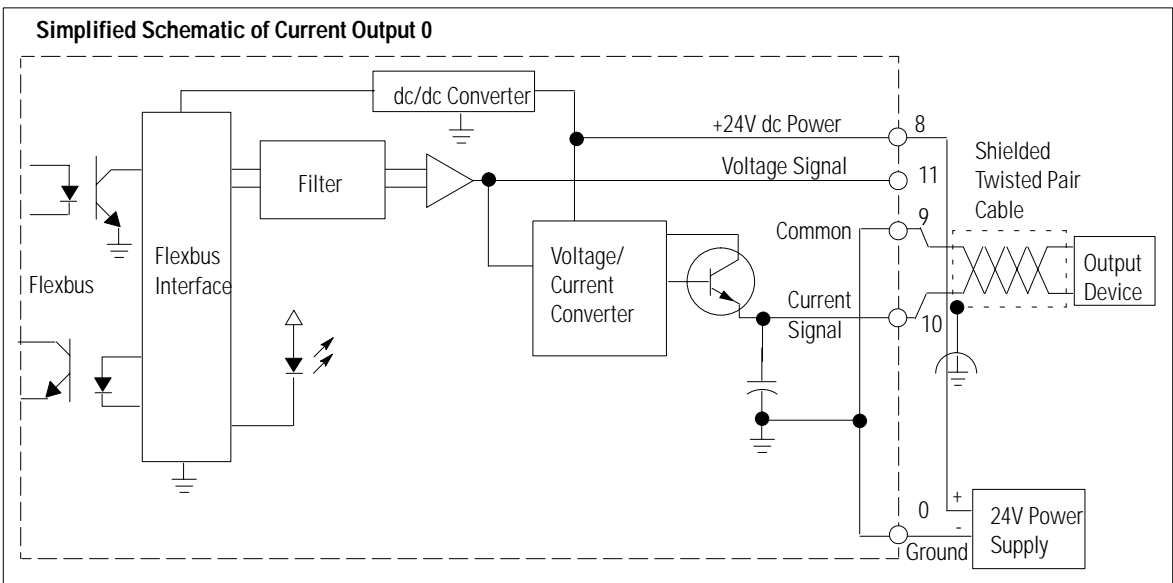 Simplified Schematic of Current Output 0
dc/dc Converter
+24V dc Power
8
Shielded
Twisted Pair
Cable
Voltage Signal
11
Filter
9
Common
Voltage/
Current
Converter
Output
Device
Flexbus
Flexbus
Interface
Current
Signal
10
0
+
-
24V Power
Supply
Ground